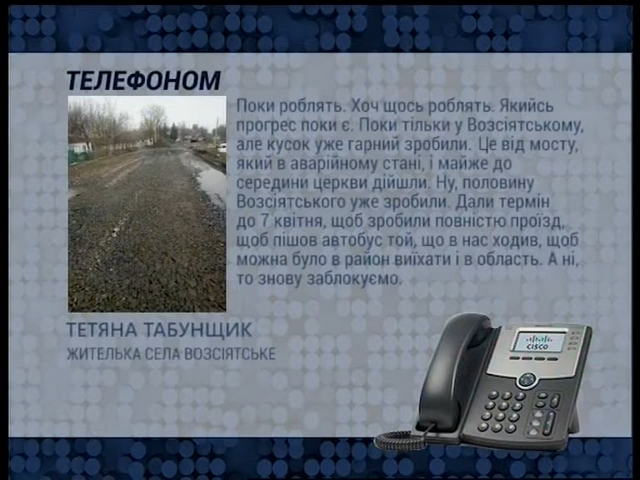 ТЕЛЕФОНОМ
Поки роблять. Хоч щось роблять. Якийсь
прогрес поки є. Поки тільки у Возсіятському,
але кусок уже гарний зробили. Це від мосту,
який в аварійному стані, і майже до
середини церкви дійшли. Ну, половину
Возсіятського уже зробили. Дали термін
до 7 квітня, щоб зробили повністю проїзд,
щоб пішов автобус той, що в нас ходив, щоб
можна було в район виїхати і в область. А ні,
то знову заблокуємо.
ТЕТЯНА ТАБУНЩИК
ЖИТЕЛЬКА СЕЛА ВОЗСІЯТСЬКЕ
CISCO